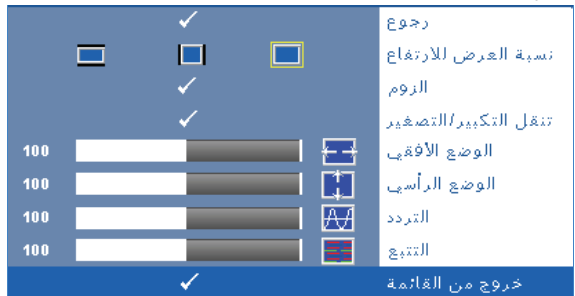 رجوع
نسبة العرض للارتفاع
الزوم
تنقل التكبير/التصغير
الوضع الأفقي 100
الوضع الرأسي 100
التردد 100
التتبع 100
خروج من القائمة